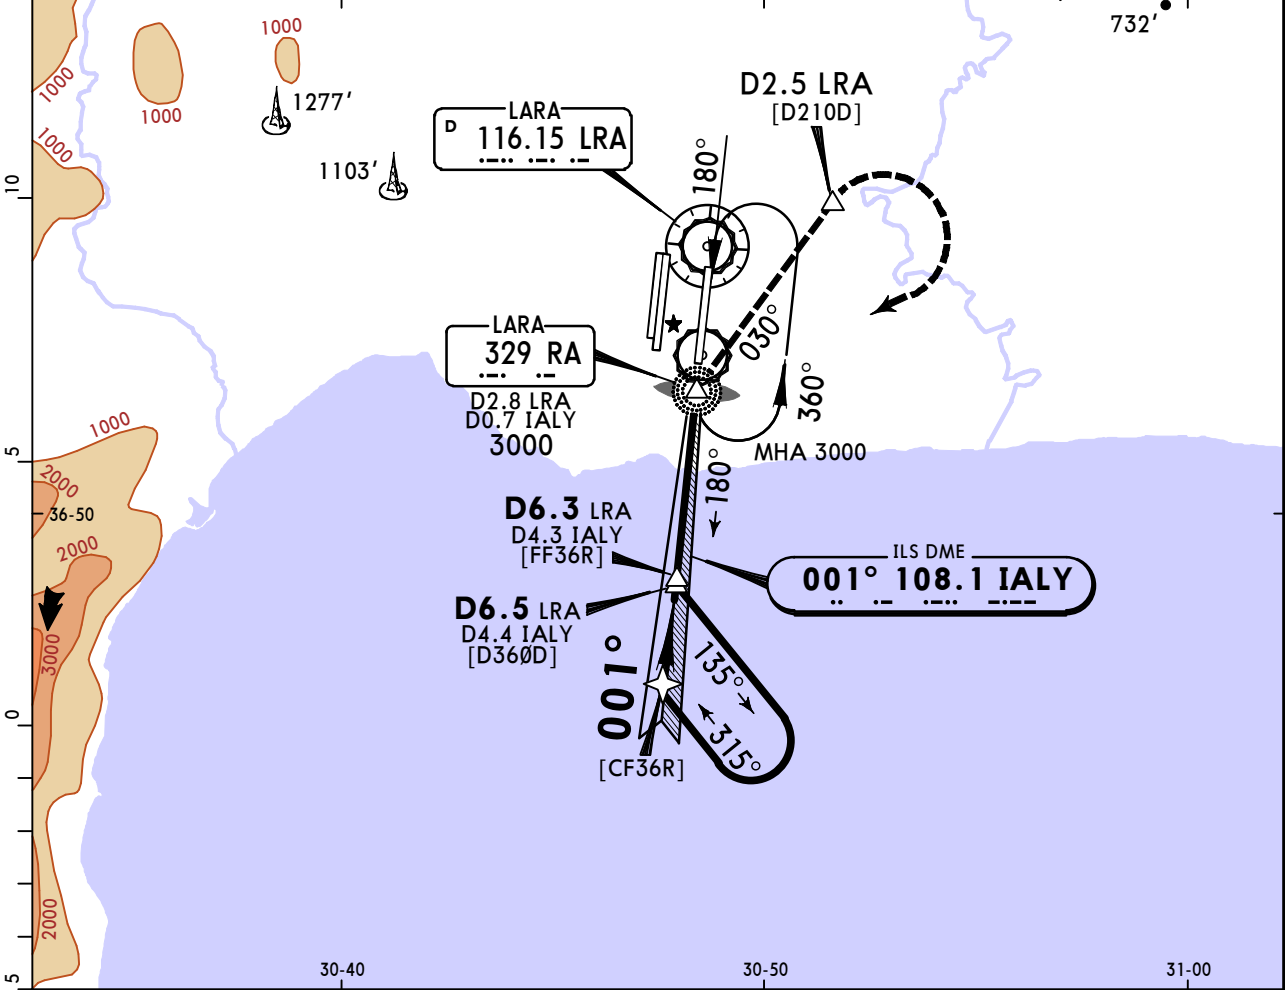 732’
1000
1000
1000
1277’
D2.5 LRA
[D210D]
LARA
D 116.15 LRA
180°
1000
1103’
10
030°
LARA
329 RA
D2.8 LRA
D0.7 IALY
3000
360°
MHA 3000
1000
5
2000
180°
36-50
D6.3 LRA
D4.3 IALY
[FF36R]
2000
ILS DME
001° 108.1 IALY
D6.5 LRA
D4.4 IALY
[D36ØD]
3000
001°
135°
315°
0
[CF36R]
2000
5
30-40
30-50
31-00